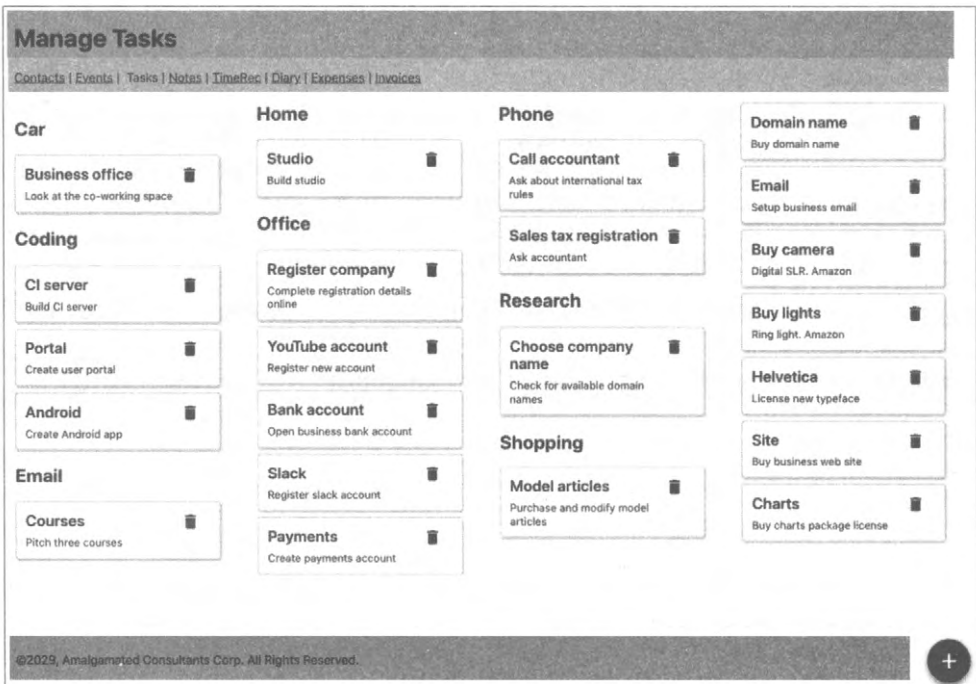 Manage Tasks
Contacts | Events | Tasks | Notes | TimeRec | Diary | Expenses | Invoices
Car
Business office
Look at the co-working space
Coding
CI server
Build CI server
Portal
Create user portal
Android
Create Android app
Email
Courses
Pitch three courses
Home
Studio
Build studio
Office
Register company
Complete registration details
online
YouTube account
Register new account
Bank account
Open business bank account
Slack
Register slack account
Payments
Create payments account
Phone
Call accountant
Ask about international tax
rules
Sales tax registration
Ask accountant
Research
Choose company
name
Check for available domain
names
Shopping
Model articles
Purchase and modify model
articles
Domain name
Buy domain name
Email
Setup business email
Buy camera
Digital SLR. Amazon
Buy lights
Ring light. Amazon
Helvetica
License new typeface
Site
Buy business web site
Charts
Buy charts package license
©2029, Amalgamated Consultants Corp. All Rights Reserved.
+